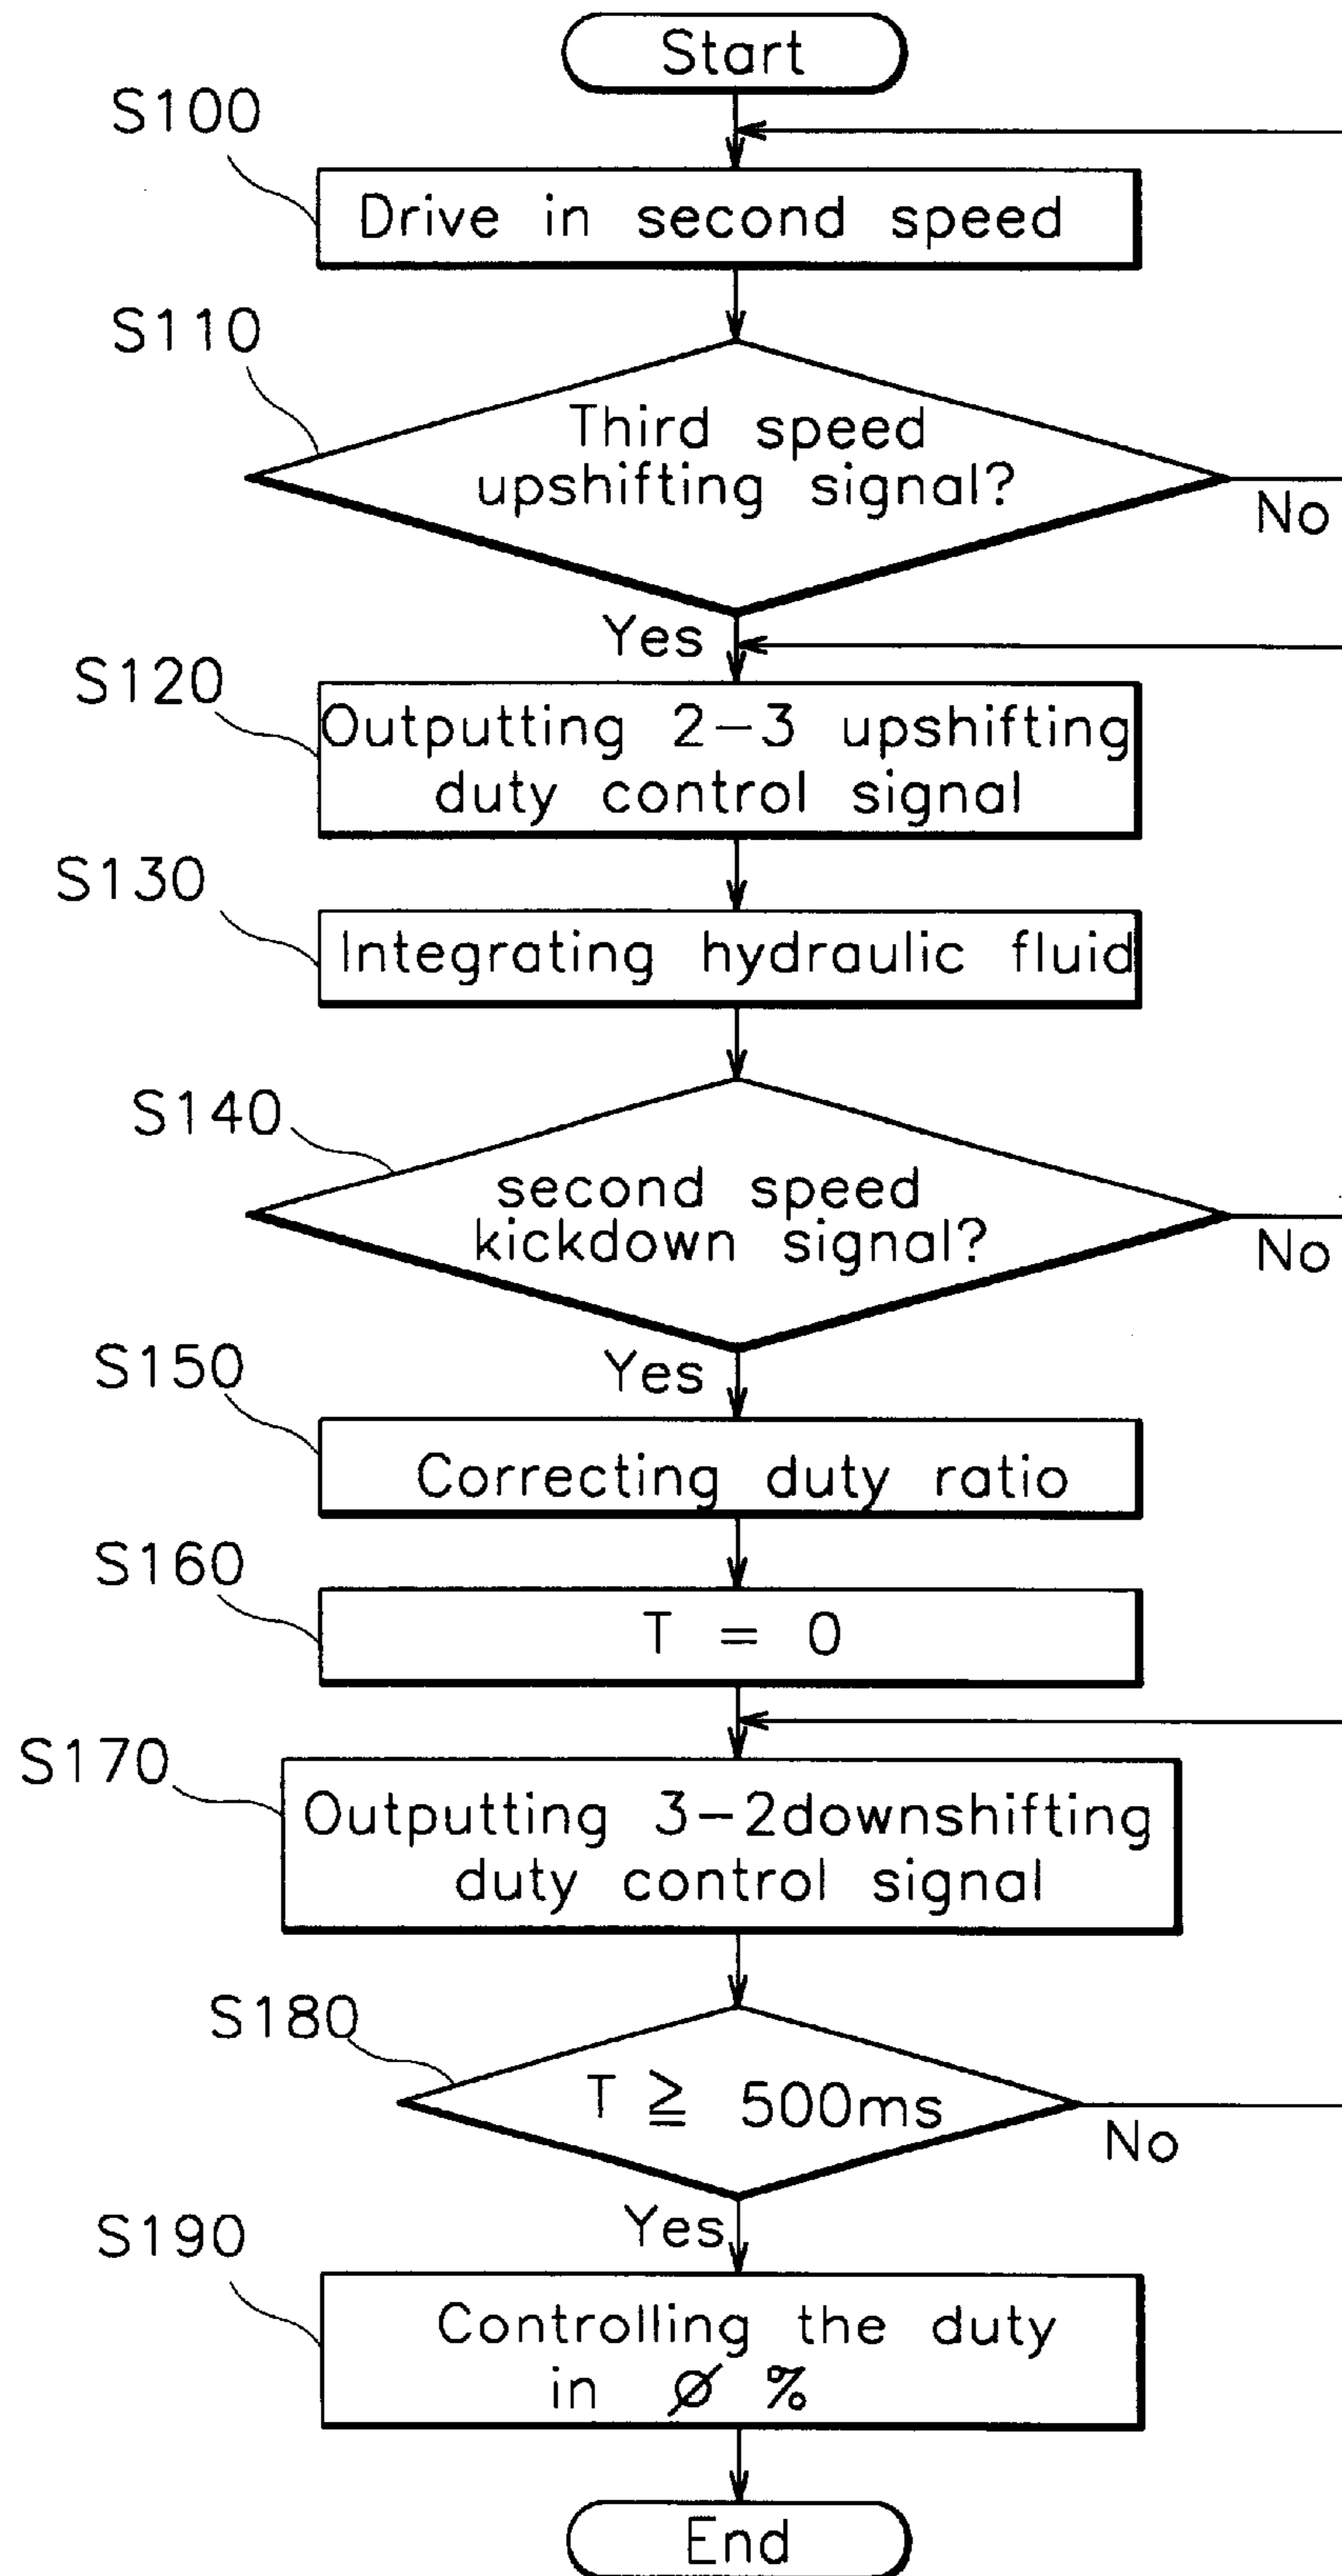 Start
S100
Drive in second speed
S110
Third speed
upshifting signal?
No
Yes
S120
Outputting 2-3 upshifting
duty control signal
S130
Integrating hydraulic fluid
S140
second speed
kickdown signal?
No
Yes
S150
Correcting duty ratio
S160
T = 0
S170
Outputting 3-2downshifting
duty control signal
S180
T ≧ 500ms
No
Yes
S190
Controlling the duty
in Ø %
End